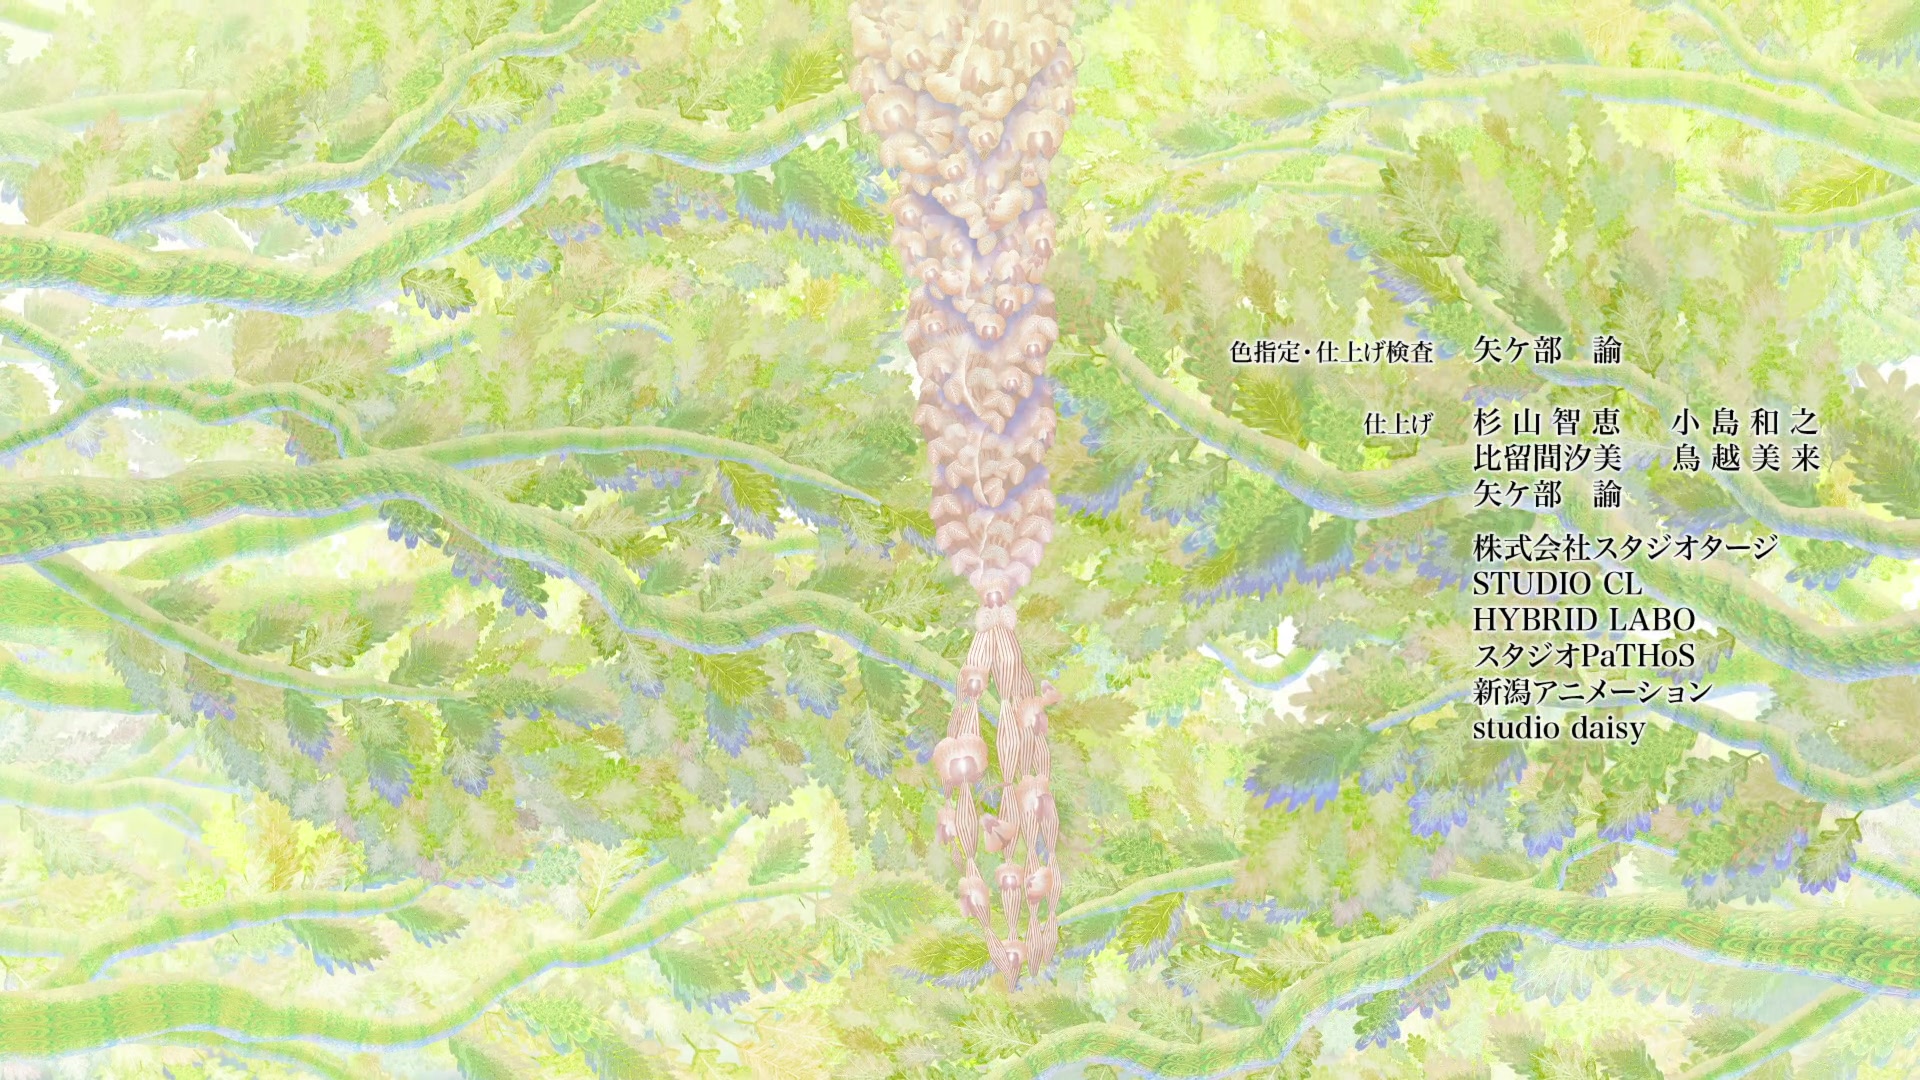 色指定・仕上げ検査 矢ケ部 諭
仕上げ 杉山智恵 小島和之
比留間汐美 鳥越美来
矢ケ部 諭
株式会社スタジオタージ
STUDIO CL
HYBRID LABO
スタジオPaTHoS
新潟アニメーション
studio daisy